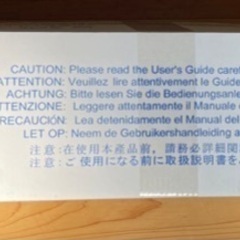 CAUTION: Please read the User's Guide caref
ATTENTION: Veuillez lire attentivement le Guide
ACHTUNG: Bitte lesen Sie die Bedienungsanle
ATTENZIONE: Leggere attentamente il Manuale
PRECAUCIÓN: Lea detenidamente el Manual del
LET OP: Neem de Gebruikershandleiding a
注意:在使用本產品前,請務必詳細閱
注意:ご使用になる前に取扱説明書を